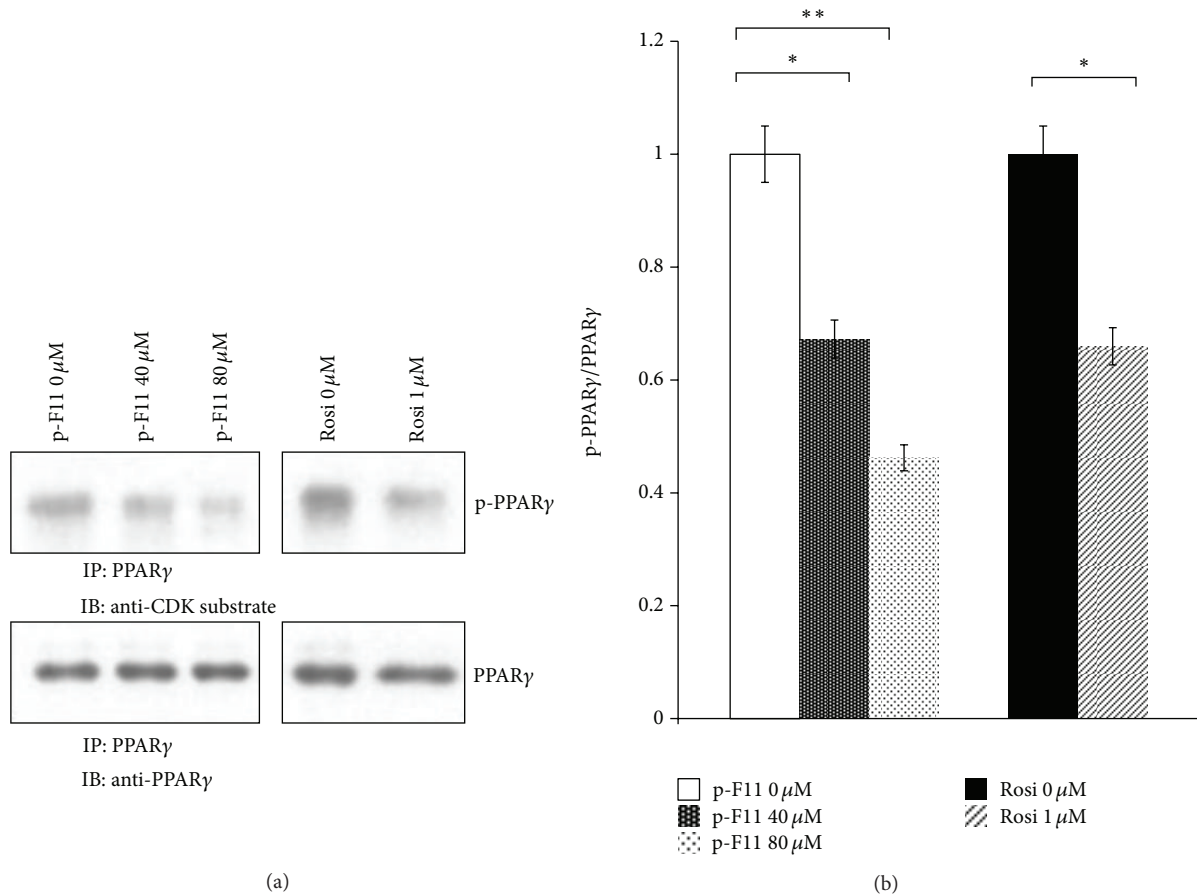 p-F11 0 μM
p-F11 40 μM
p-F11 80 μM
Rosi 0 μM
Rosi 1 μM
p-PPARγ
IP: PPARγ
IB: anti-CDK substrate
PPARγ
IP: PPARγ
IB: anti-PPARγ
(a)
**
*
*
p-PPARγ/PPARγ
1.2
1
0.8
0.6
0.4
0.2
0
p-F11 0 μM
p-F11 40 μM
p-F11 80 μM
Rosi 0 μM
Rosi 1 μM
(b)